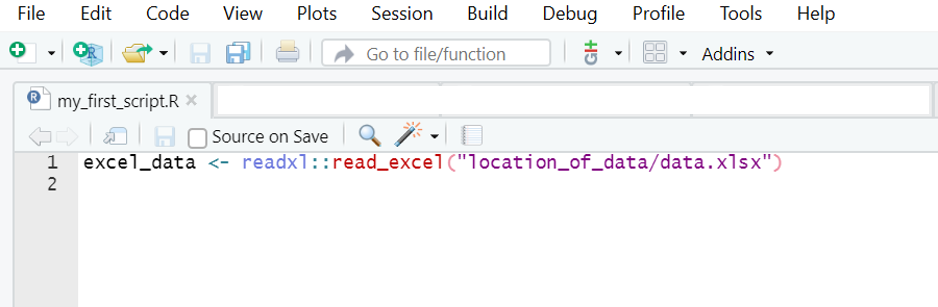 File Edit Code View Plots Session Build Debug Profile Tools Help
R Go to file/function git Addins
R my_first_script.R
Source on Save
1 excel_data <- readxl::read_excel("location_of_data/data.xlsx")
2